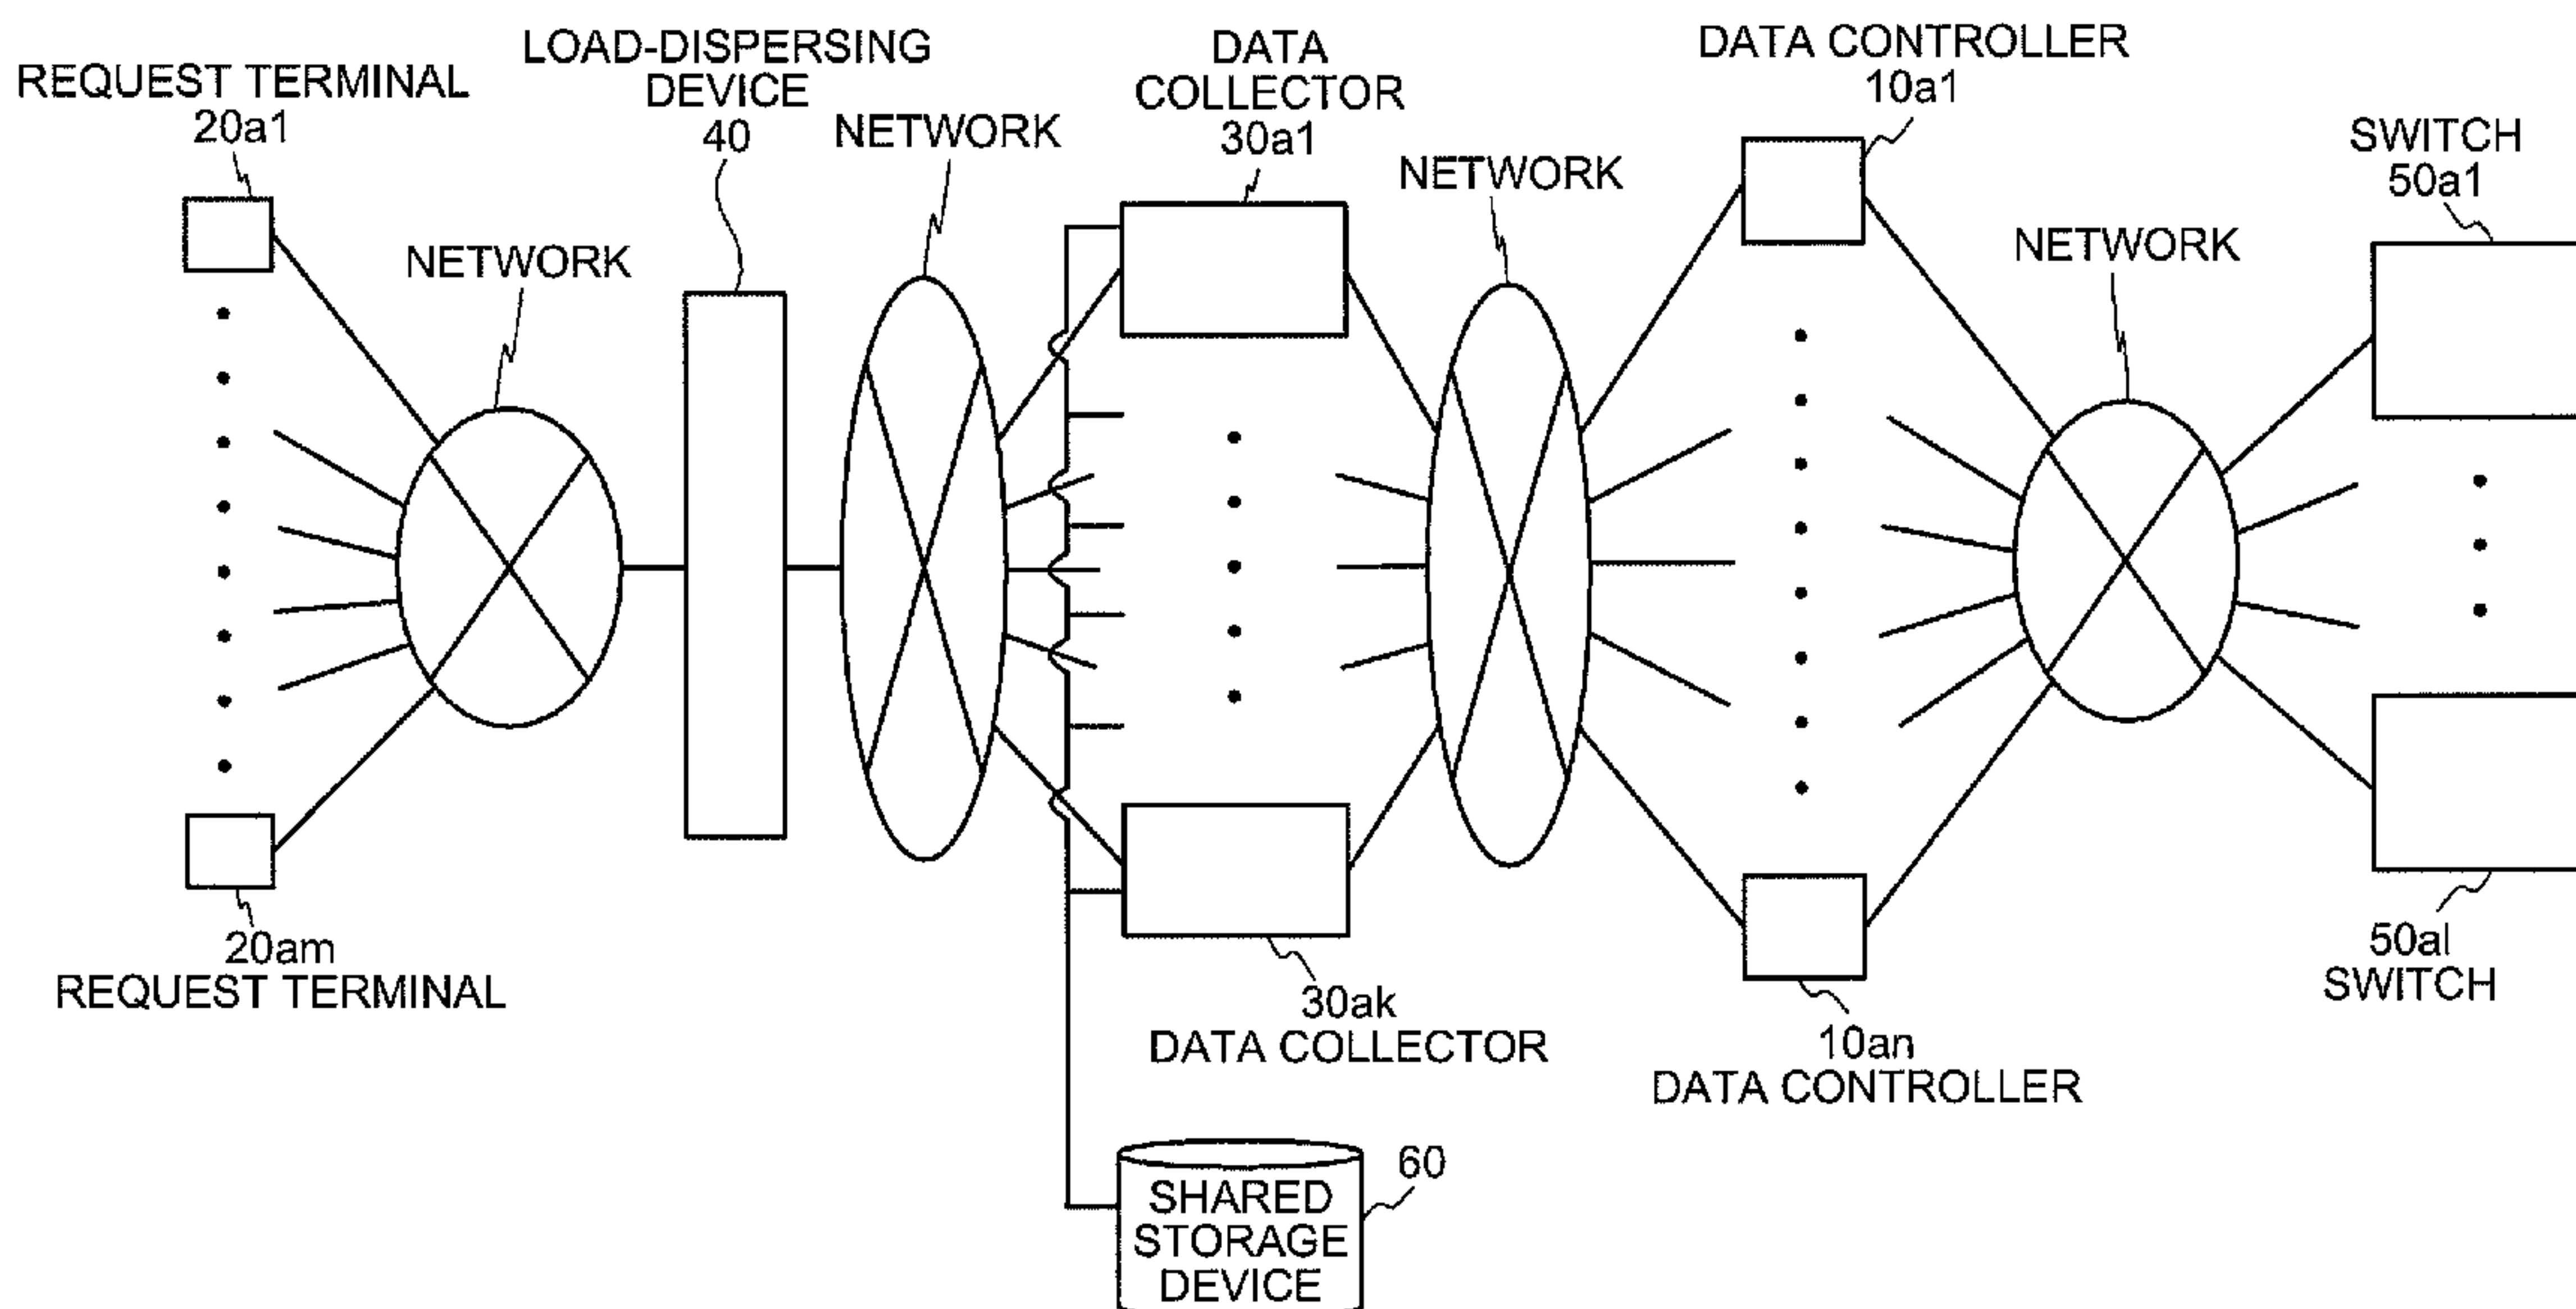 REQUEST TERMINAL
20a1
LOAD-DISPERSING
DEVICE
40
NETWORK
NETWORK
DATA
COLLECTOR
30a1
NETWORK
DATA CONTROLLER
10a1
NETWORK
SWITCH
50a1
20am
REQUEST TERMINAL
30ak
DATA COLLECTOR
10an
DATA CONTROLLER
50al
SWITCH
60
SHARED
STORAGE
DEVICE